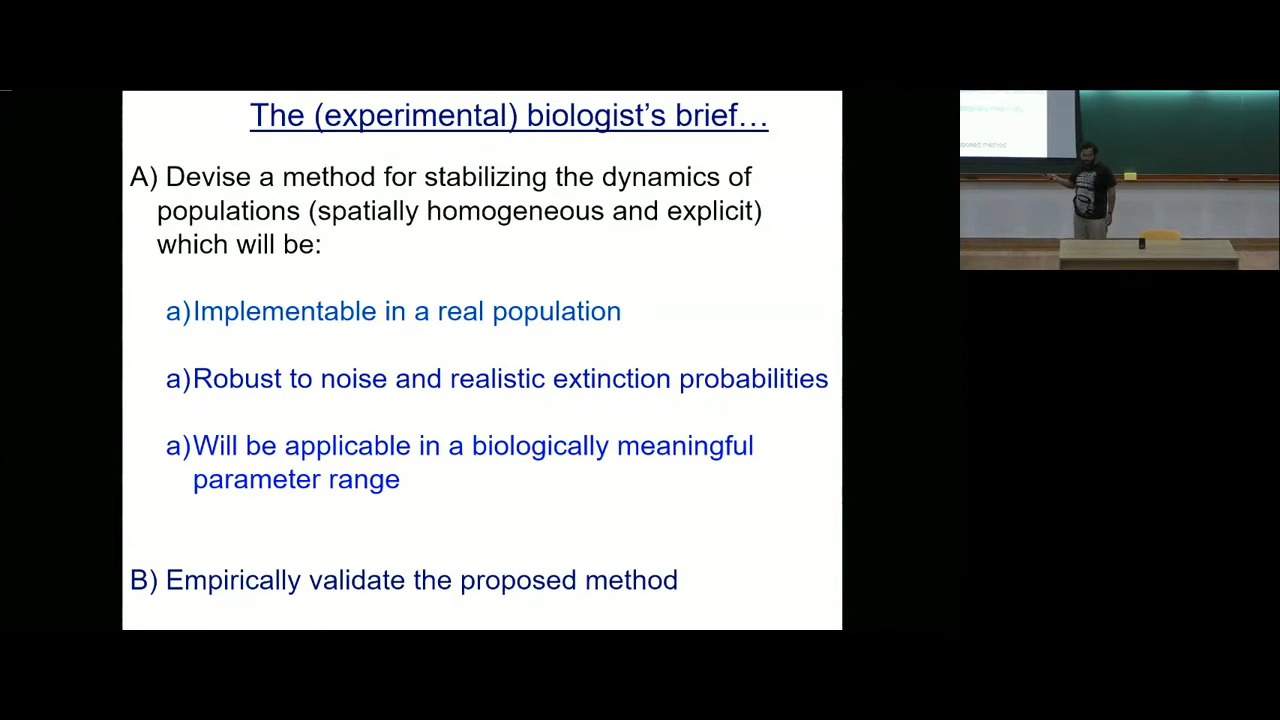 The (experimental) biologist’s brief…
A) Devise a method for stabilizing the dynamics of
populations (spatially homogeneous and explicit)
which will be:
a)Implementable in a real population
a)Robust to noise and realistic extinction probabilities
a)Will be applicable in a biologically meaningful
parameter range
B) Empirically validate the proposed method